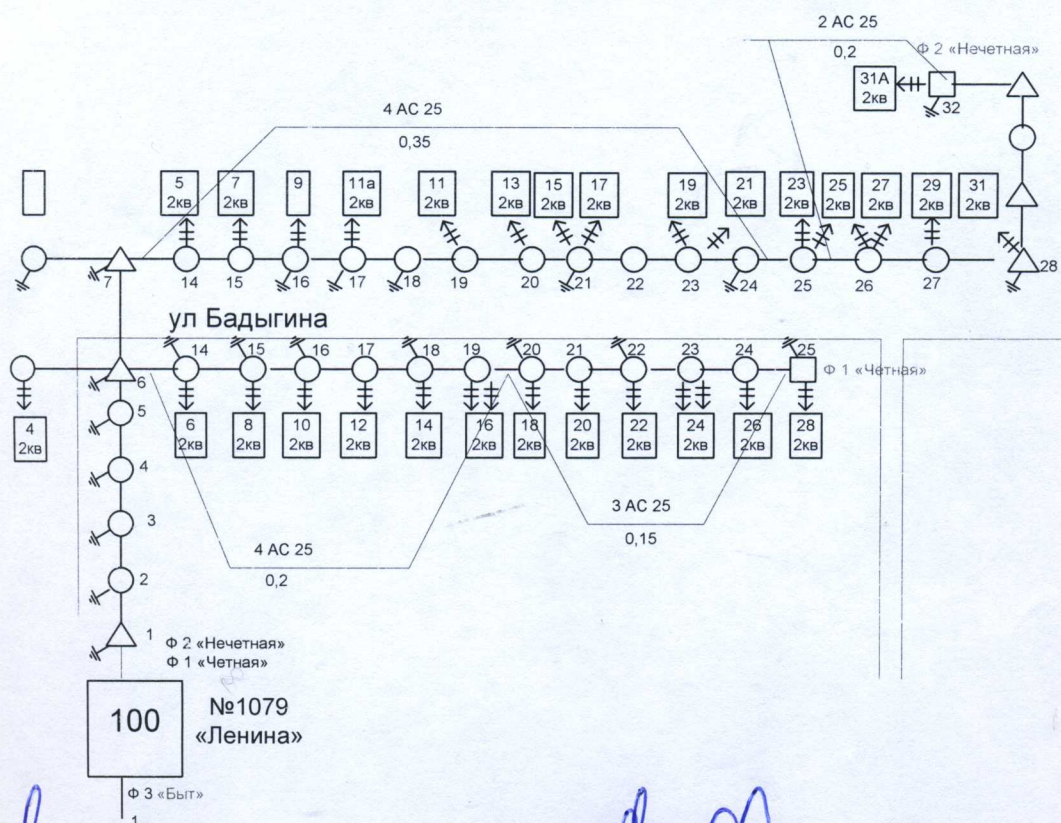 2 АС 25
0,2
Ф 2 «Нечетная»
31А
2кв
32
4 АС 25
0,35
5
2кв
7
2кв
9
11а
2кв
11
2кв
13
2кв
15
2кв
17
2кв
19
2кв
21
2кв
23
2кв
25
2кв
27
2кв
29
2кв
31
2кв
7 14 15 16 17 18 19 20 21 22 23 24 25 26 27 28
ул Бадыгина
14 15 16 17 18 19 20 21 22 23 24 25
Ф 1 «Четная»
6
5
4
3
2
1
4
2кв
6
2кв
8
2кв
10
2кв
12
2кв
14
2кв
16
2кв
18
2кв
20
2кв
22
2кв
24
2кв
26
2кв
28
2кв
3 АС 25
0,15
4 АС 25
0,2
Ф 2 «Нечетная»
Ф 1 «Четная»
100
№1079
«Ленина»
Ф 3 «Быт»
1